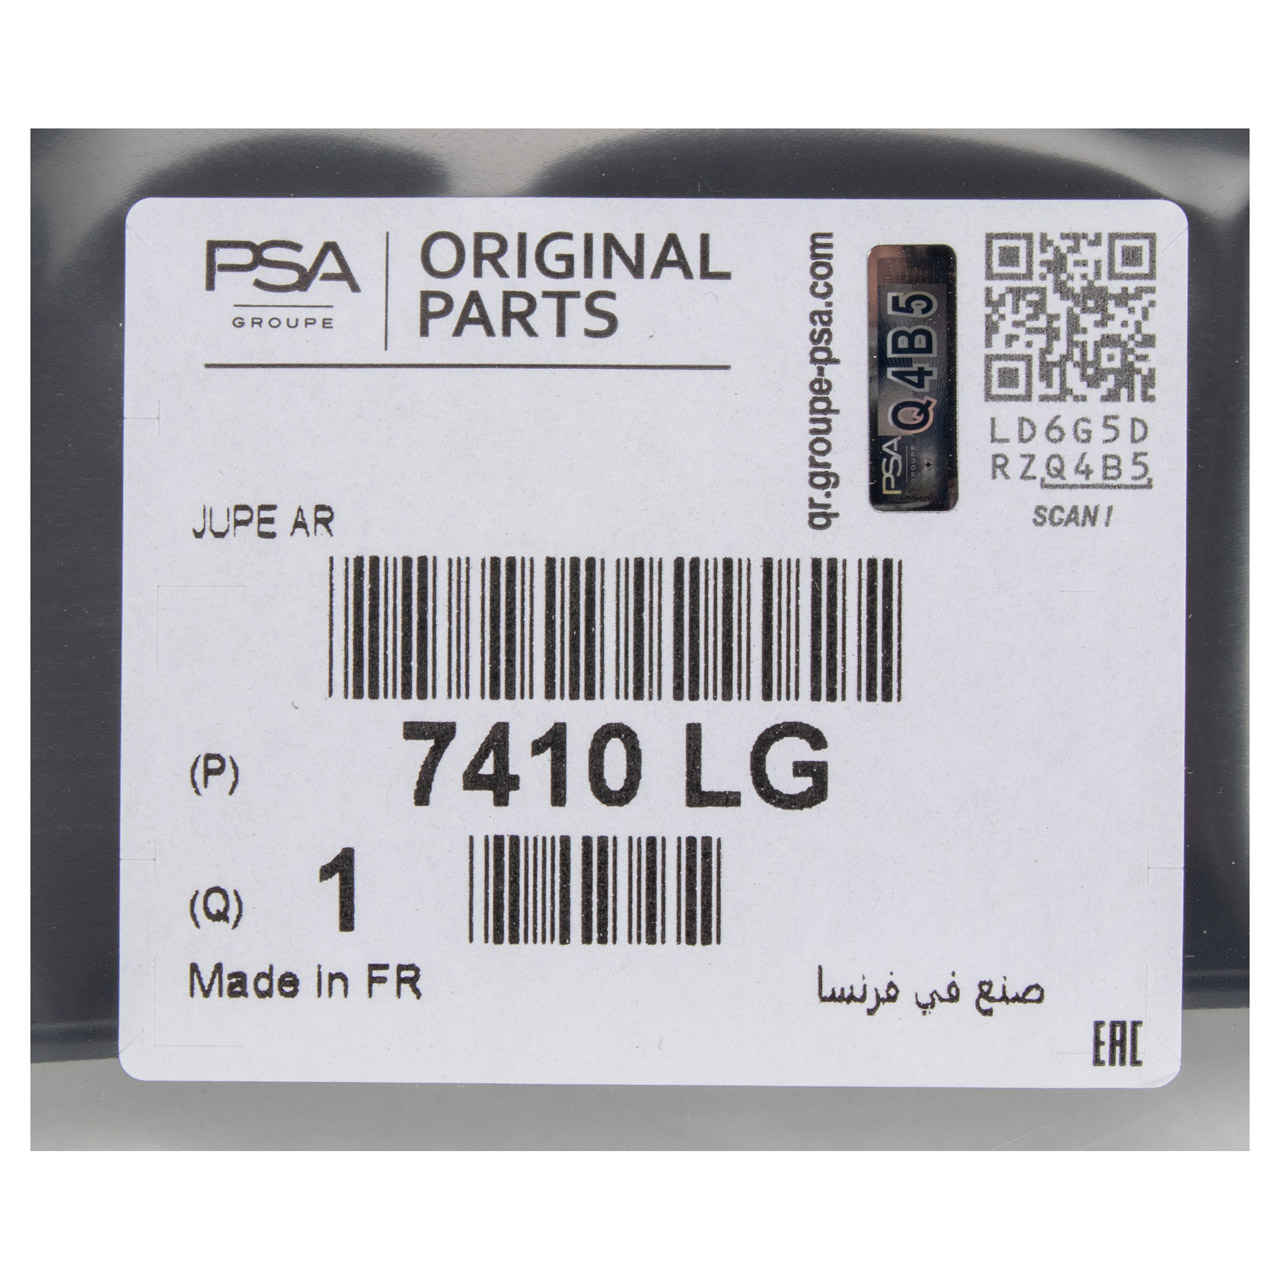 PSA
GROUPE
ORIGINAL
PARTS
qr.groupe-psa.com
PSA
GROUPE
Q4B5
LD6G5D
RZQ4B5
SCAN !
JUPE AR
(P)
7410 LG
(Q)
1
Made in FR
صنع في فرنسا
EAC